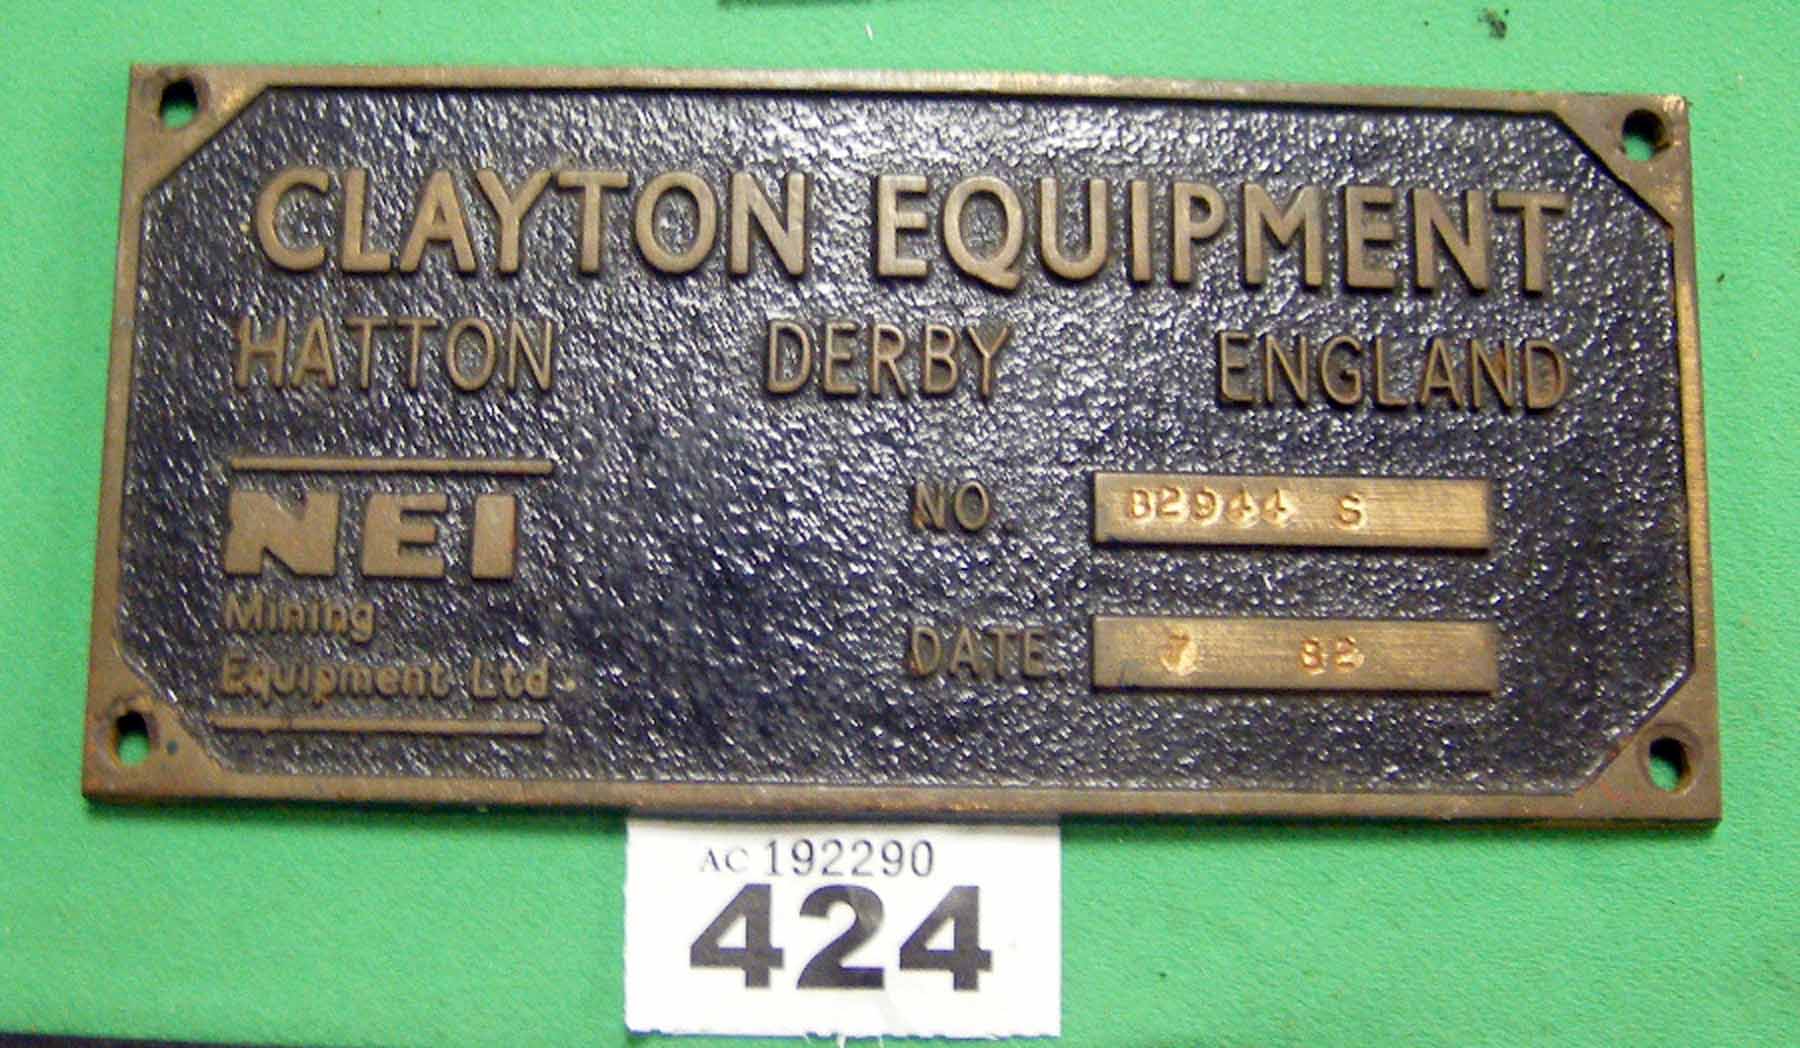 CLAYTON EQUIPMENT
HATTON DERBY ENGLAND
NEI
Mining
Equipment Ltd
NO. B2944 S
DATE 7 82
AC 192290
424